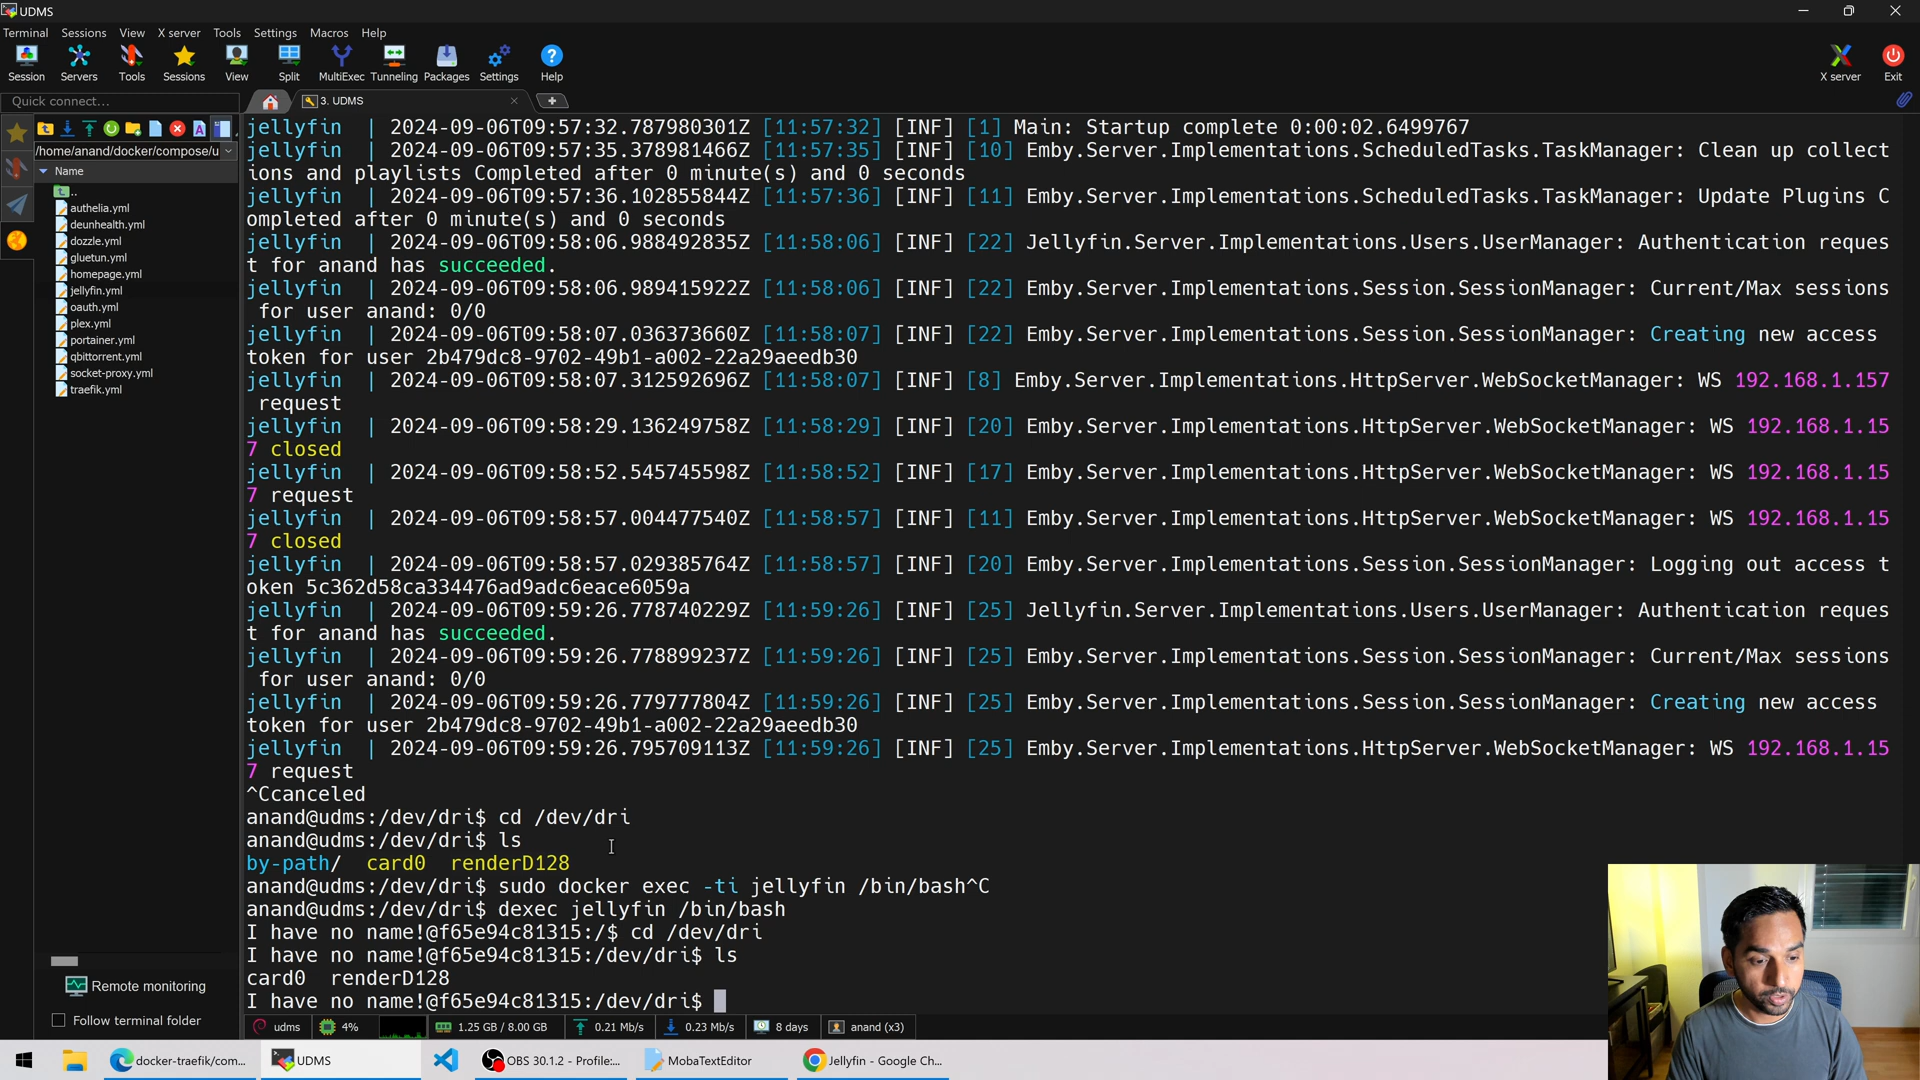 UDMS
Terminal Sessions View X server Tools Settings Macros Help
Session Servers Tools Sessions View Split MultiExec Tunneling Packages Settings Help X server Exit
Quick connect...
3. UDMS
/home/anand/docker/compose/u
Name
..
authelia.yml
deunhealth.yml
dozzle.yml
gluetun.yml
homepage.yml
jellyfin.yml
oauth.yml
plex.yml
portainer.yml
qbittorrent.yml
socket-proxy.yml
traefik.yml
Remote monitoring
Follow terminal folder
jellyfin | 2024-09-06T09:57:32.787980301Z [11:57:32] [INF] [1] Main: Startup complete 0:00:02.6499767
jellyfin | 2024-09-06T09:57:35.378981466Z [11:57:35] [INF] [10] Emby.Server.Implementations.ScheduledTasks.TaskManager: Clean up collect
ions and playlists Completed after 0 minute(s) and 0 seconds
jellyfin | 2024-09-06T09:57:36.102855844Z [11:57:36] [INF] [11] Emby.Server.Implementations.ScheduledTasks.TaskManager: Update Plugins C
ompleted after 0 minute(s) and 0 seconds
jellyfin | 2024-09-06T09:58:06.988492835Z [11:58:06] [INF] [22] Jellyfin.Server.Implementations.Users.UserManager: Authentication reques
t for anand has succeeded.
jellyfin | 2024-09-06T09:58:06.989415922Z [11:58:06] [INF] [22] Emby.Server.Implementations.Session.SessionManager: Current/Max sessions
for user anand: 0/0
jellyfin | 2024-09-06T09:58:07.036373660Z [11:58:07] [INF] [22] Emby.Server.Implementations.Session.SessionManager: Creating new access
token for user 2b479dc8-9702-49b1-a002-22a29aeedb30
jellyfin | 2024-09-06T09:58:07.312592696Z [11:58:07] [INF] [8] Emby.Server.Implementations.HttpServer.WebSocketManager: WS 192.168.1.157
request
jellyfin | 2024-09-06T09:58:29.136249758Z [11:58:29] [INF] [20] Emby.Server.Implementations.HttpServer.WebSocketManager: WS 192.168.1.15
7 closed
jellyfin | 2024-09-06T09:58:52.545745598Z [11:58:52] [INF] [17] Emby.Server.Implementations.HttpServer.WebSocketManager: WS 192.168.1.15
7 request
jellyfin | 2024-09-06T09:58:57.004477540Z [11:58:57] [INF] [11] Emby.Server.Implementations.HttpServer.WebSocketManager: WS 192.168.1.15
7 closed
jellyfin | 2024-09-06T09:58:57.029385764Z [11:58:57] [INF] [20] Emby.Server.Implementations.Session.SessionManager: Logging out access t
oken 5c362d58ca334476ad9adc6eace6059a
jellyfin | 2024-09-06T09:59:26.778740229Z [11:59:26] [INF] [25] Jellyfin.Server.Implementations.Users.UserManager: Authentication reques
t for anand has succeeded.
jellyfin | 2024-09-06T09:59:26.778899237Z [11:59:26] [INF] [25] Emby.Server.Implementations.Session.SessionManager: Current/Max sessions
for user anand: 0/0
jellyfin | 2024-09-06T09:59:26.779777804Z [11:59:26] [INF] [25] Emby.Server.Implementations.Session.SessionManager: Creating new access
token for user 2b479dc8-9702-49b1-a002-22a29aeedb30
jellyfin | 2024-09-06T09:59:26.795709113Z [11:59:26] [INF] [25] Emby.Server.Implementations.HttpServer.WebSocketManager: WS 192.168.1.15
7 request
^Ccanceled
anand@udms:/dev/dri$ cd /dev/dri
anand@udms:/dev/dri$ ls
by-path/ card0 renderD128
anand@udms:/dev/dri$ sudo docker exec -ti jellyfin /bin/bash^C
anand@udms:/dev/dri$ dexec jellyfin /bin/bash
I have no name!@f65e94c81315:/$ cd /dev/dri
I have no name!@f65e94c81315:/dev/dri$ ls
card0 renderD128
I have no name!@f65e94c81315:/dev/dri$
udms 4% 1.25 GB / 8.00 GB 0.21 Mb/s 0.23 Mb/s 8 days anand (x3)
docker-traefik/com... UDMS OBS 30.1.2 - Profile:... MobaTextEditor Jellyfin - Google Ch...